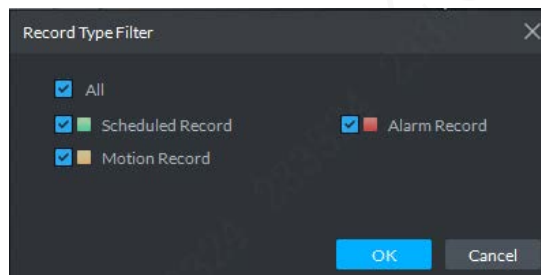 Record Type Filter
All
Scheduled Record Alarm Record
Motion Record
OK Cancel